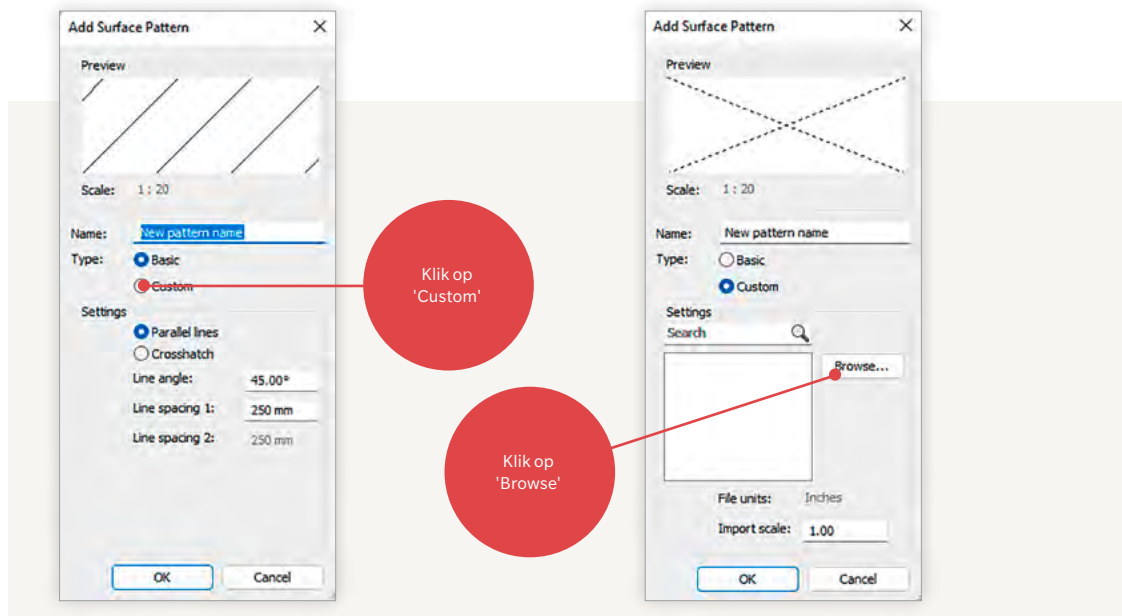 Add Surface Pattern
Preview
Scale: 1 : 20
Name: New pattern name
Type: Basic
Custom
Settings
Parallel lines
Crosshatch
Line angle: 45.00°
Line spacing 1: 250 mm
Line spacing 2: 250 mm
OK Cancel
Klik op
'Custom'
Add Surface Pattern
Preview
Scale: 1 : 20
Name: New pattern name
Type: Basic
Custom
Settings
Search
Browse...
File units: Inches
Import scale: 1.00
OK Cancel
Klik op
'Browse'